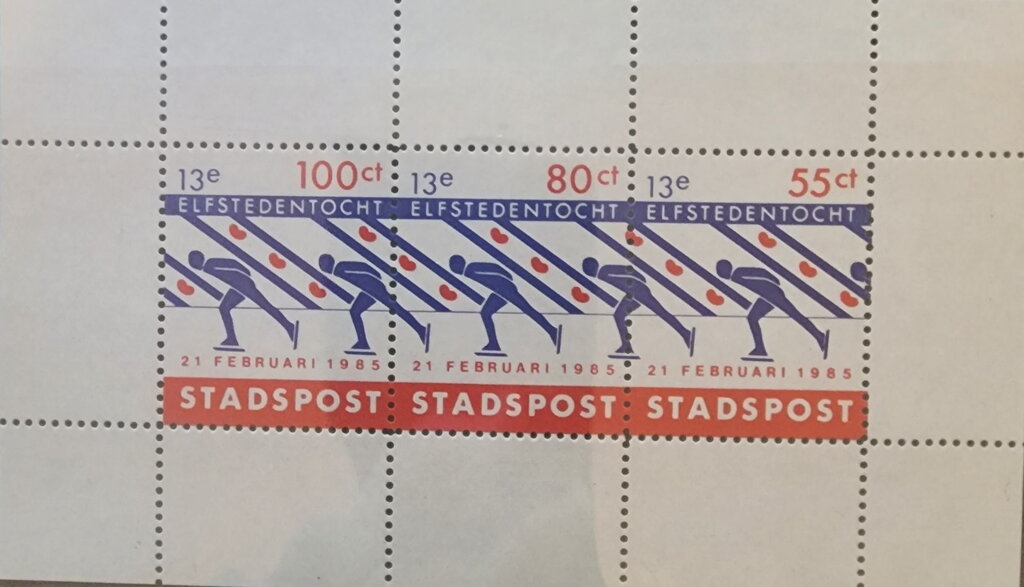 13e 100ct
ELFSTEDENTOCHT
21 FEBRUARI 1985
STADSPOST
13e 80ct
ELFSTEDENTOCHT
21 FEBRUARI 1985
STADSPOST
13e 55ct
ELFSTEDENTOCHT
21 FEBRUARI 1985
STADSPOST